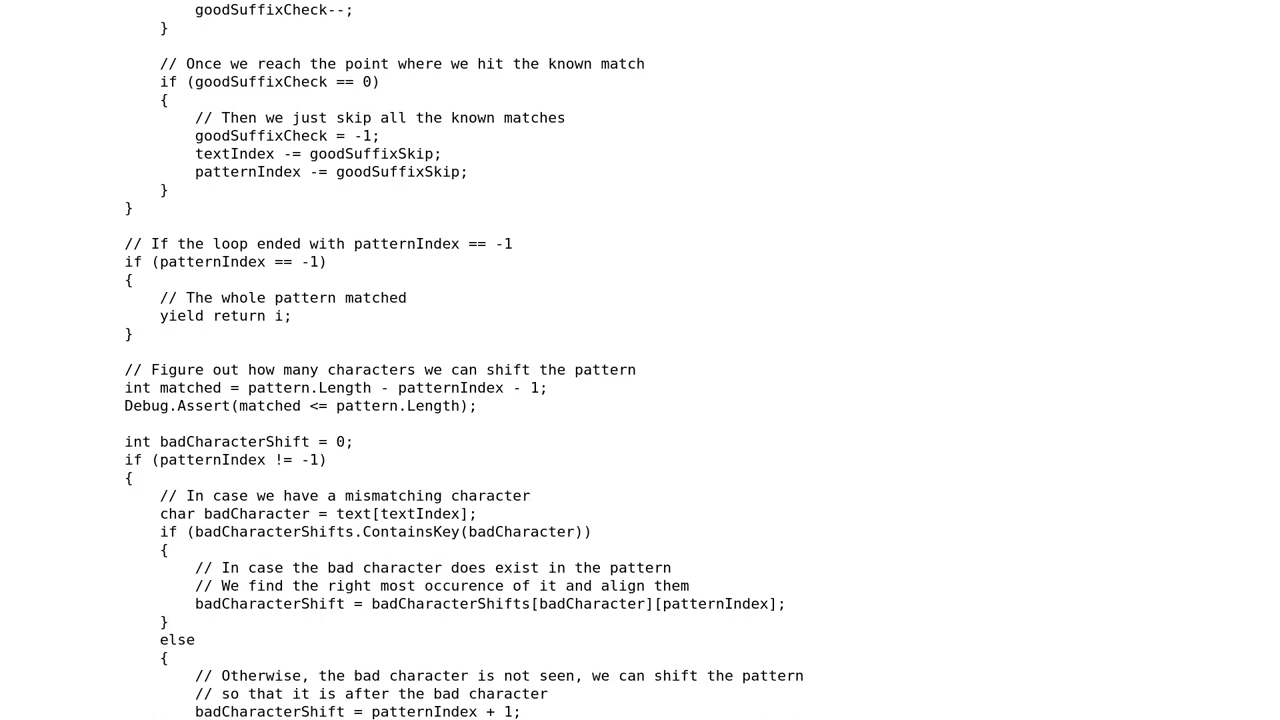 goodSuffixCheck--;
}
// Once we reach the point where we hit the known match
if (goodSuffixCheck == 0)
{
// Then we just skip all the known matches
goodSuffixCheck = -1;
textIndex -= goodSuffixSkip;
patternIndex -= goodSuffixSkip;
}
}
// If the loop ended with patternIndex == -1
if (patternIndex == -1)
{
// The whole pattern matched
yield return i;
}
// Figure out how many characters we can shift the pattern
int matched = pattern.Length - patternIndex - 1;
Debug.Assert(matched <= pattern.Length);
int badCharacterShift = 0;
if (patternIndex != -1)
{
// In case we have a mismatching character
char badCharacter = text[textIndex];
if (badCharacterShifts.ContainsKey(badCharacter))
{
// In case the bad character does exist in the pattern
// We find the right most occurence of it and align them
badCharacterShift = badCharacterShifts[badCharacter][patternIndex];
}
else
{
// Otherwise, the bad character is not seen, we can shift the pattern
// so that it is after the bad character
badCharacterShift = patternIndex + 1;